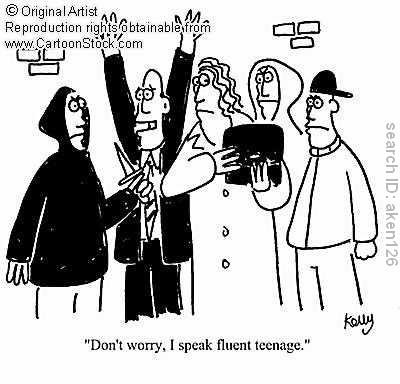 © Original Artist
Reproduction rights obtainable from
www.CartoonStock.com
search ID: aken126
Kelly
"Don't worry, I speak fluent teenage."